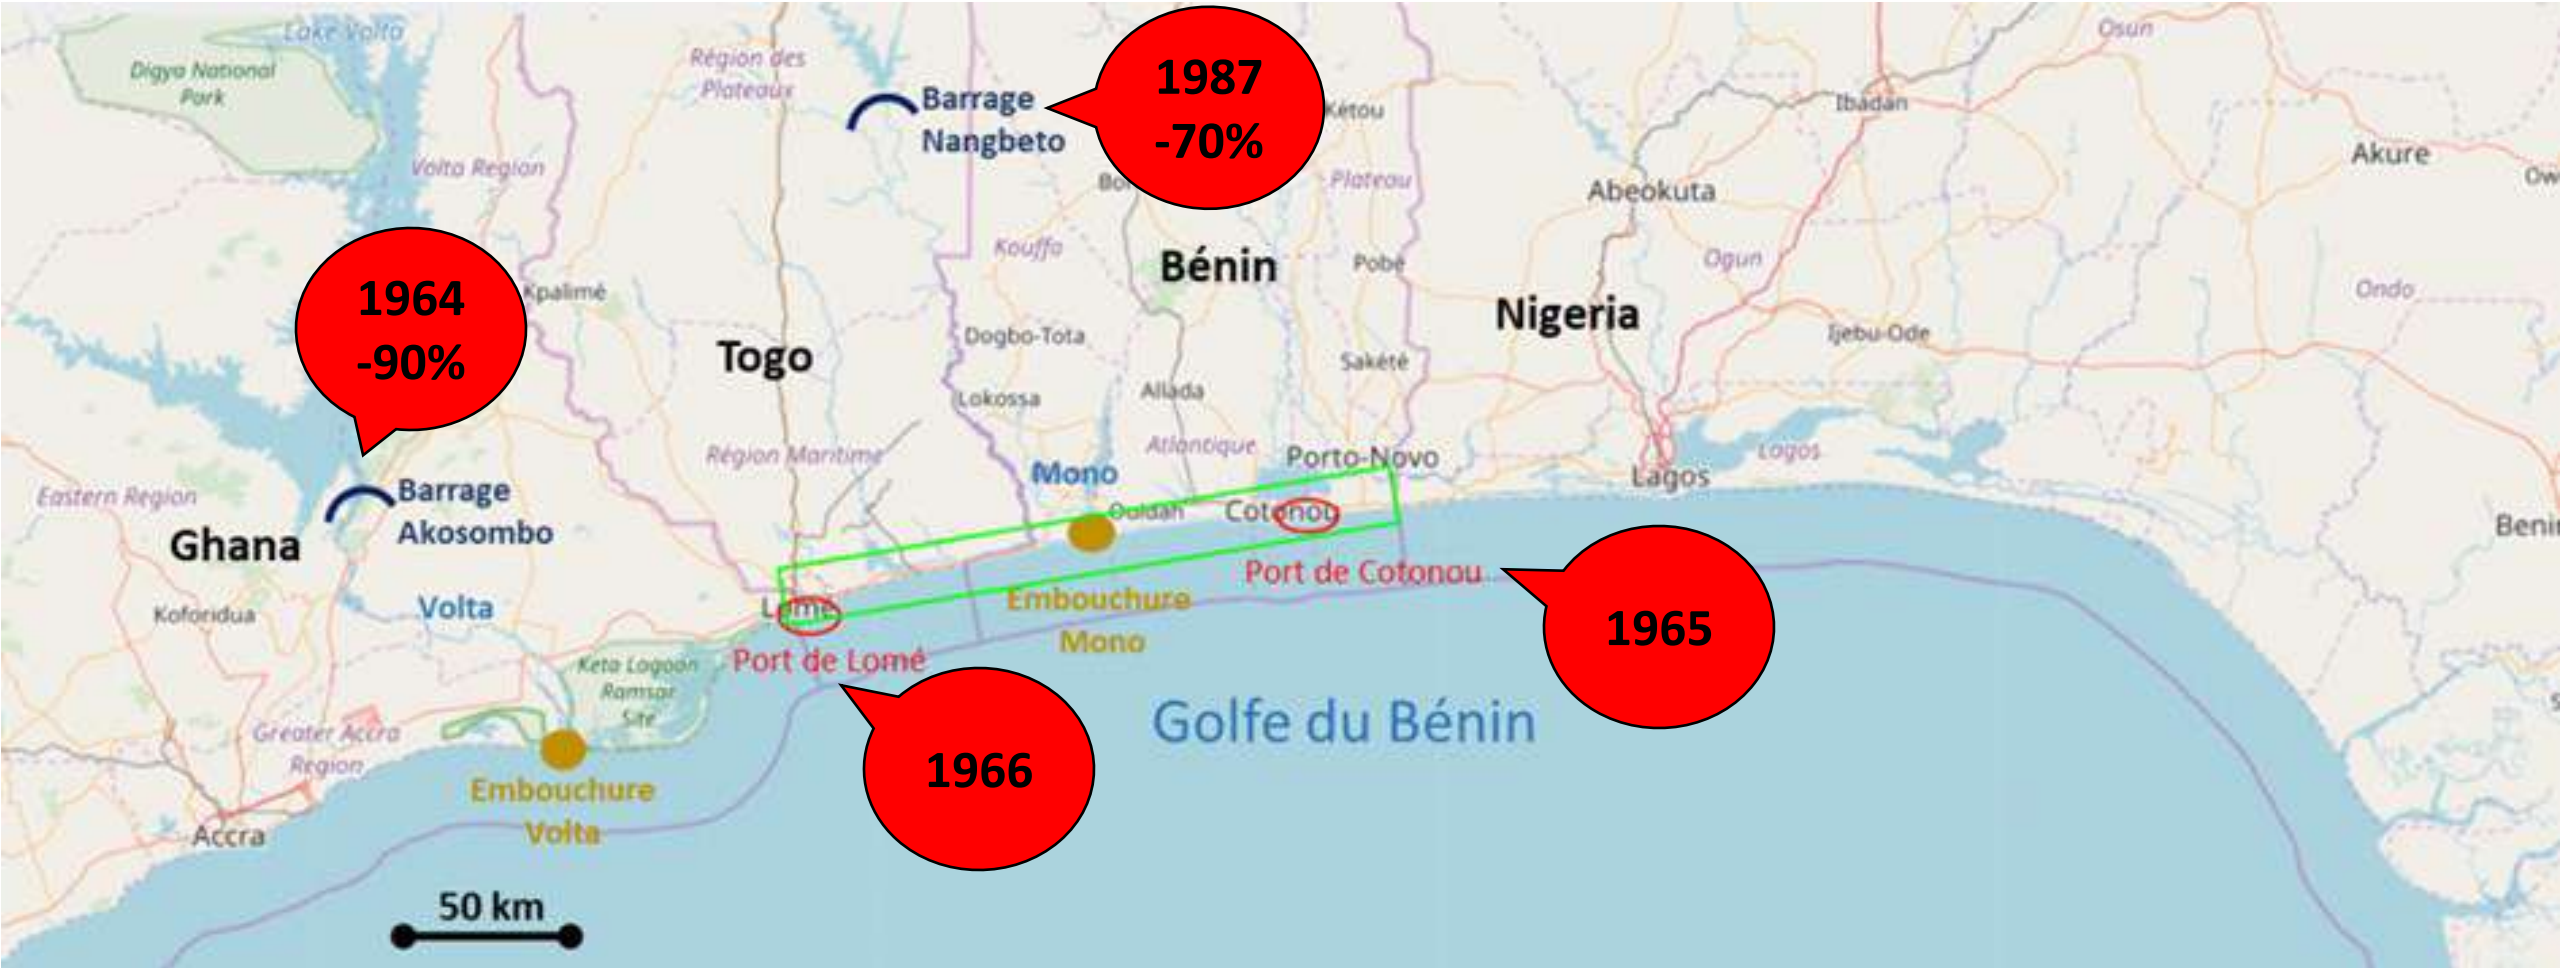 Lake Volta
Osun
Digya National
Park
Région des
Plateaux
1987
-70%
Barrage
Nangbeto
Kétou
Ibadan
Akure
Volta Region
Plateau
Abeokuta
1964
-90%
Kpalimé
Kouffo
Bénin
Pobè
Ogun
Ondo
Nigeria
Togo
Dogbo-Tota
Sakété
Ijebu-Ode
Lokossa
Allada
Région Maritime
Atlantique
Porto-Novo
Lagos
Lagos
Mono
Eastern Region
Barrage
Akosombo
Ghana
Ouidah
Cotonou
Port de Cotonou
1965
Koforidua
Volta
Lomé
Embouchure
Mono
Port de Lomé
Keta Lagoon
Ramsar
Site
1966
Golfe du Bénin
Greater Accra
Region
Embouchure
Volta
Accra
50 km